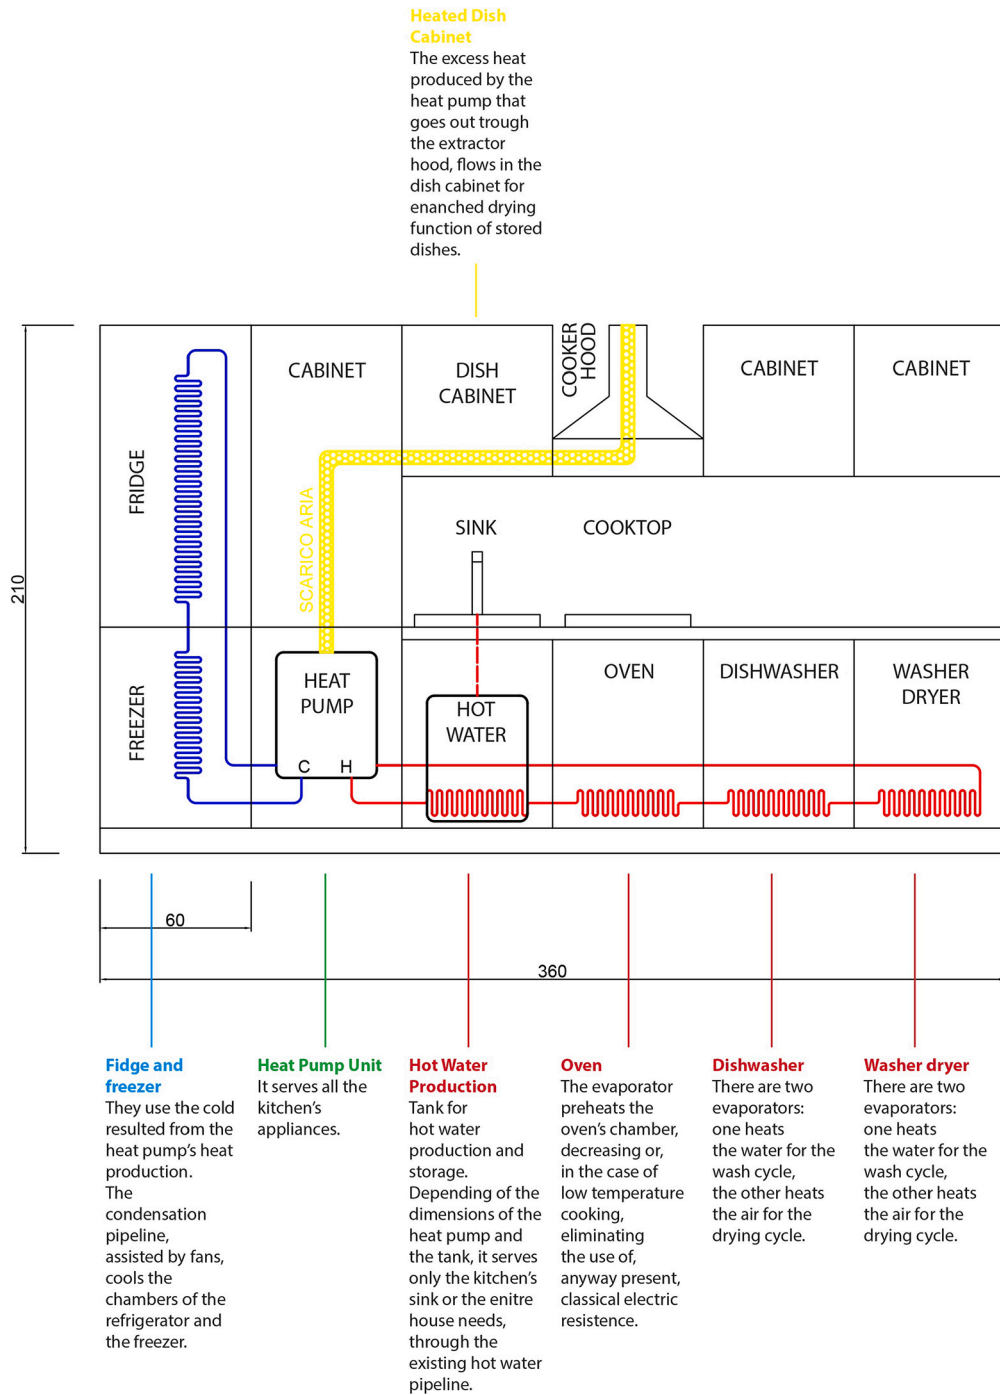 Heated Dish
Cabinet
The excess heat
produced by the
heat pump that
goes out trough
the extractor
hood, flows in the
dish cabinet for
enanched drying
function of stored
dishes.
FRIDGE
CABINET
DISH
CABINET
COOKER
HOOD
CABINET
CABINET
SCARICO ARIA
SINK
COOKTOP
210
FREEZER
HEAT
PUMP
C
H
HOT
WATER
OVEN
DISHWASHER
WASHER
DRYER
60
360
Fidge and
freezer
They use the cold
resulted from the
heat pump's heat
production.
The
condensation
pipeline,
assisted by fans,
cools the
chambers of the
refrigerator and
the freezer.
Heat Pump Unit
It serves all the
kitchen's
appliances.
Hot Water
Production
Tank for
hot water
production and
storage.
Depending of the
dimensions of the
heat pump and
the tank, it serves
only the kitchen's
sink or the enitre
house needs,
through the
existing hot water
pipeline.
Oven
The evaporator
preheats the
oven's chamber,
decreasing or,
in the case of
low temperature
cooking,
eliminating
the use of,
anyway present,
classical electric
resistence.
Dishwasher
There are two
evaporators:
one heats
the water for the
wash cycle,
the other heats
the air for the
drying cycle.
Washer dryer
There are two
evaporators:
one heats
the water for the
wash cycle,
the other heats
the air for the
drying cycle.